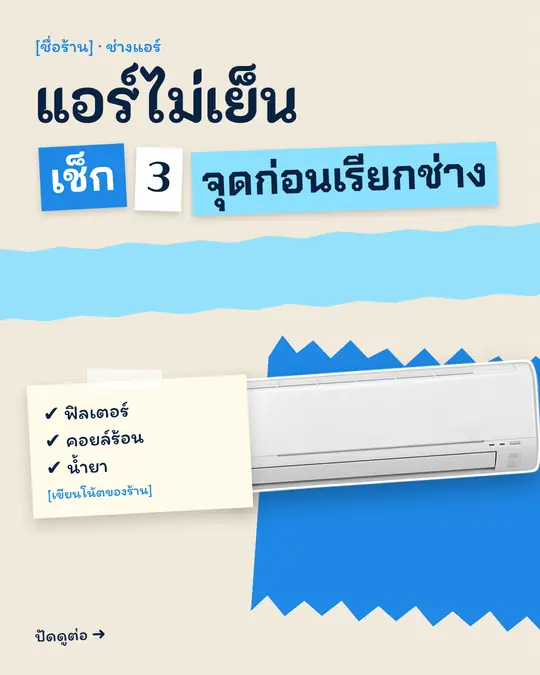 [ชื่อร้าน] · ช่างแอร์
แอร์ไม่เย็น
เช็ก 3 จุดก่อนเรียกช่าง
✔ ฟิลเตอร์
✔ คอยล์ร้อน
✔ น้ำยา
[เขียนโน้ตของร้าน]
ปัดดูต่อ ➜